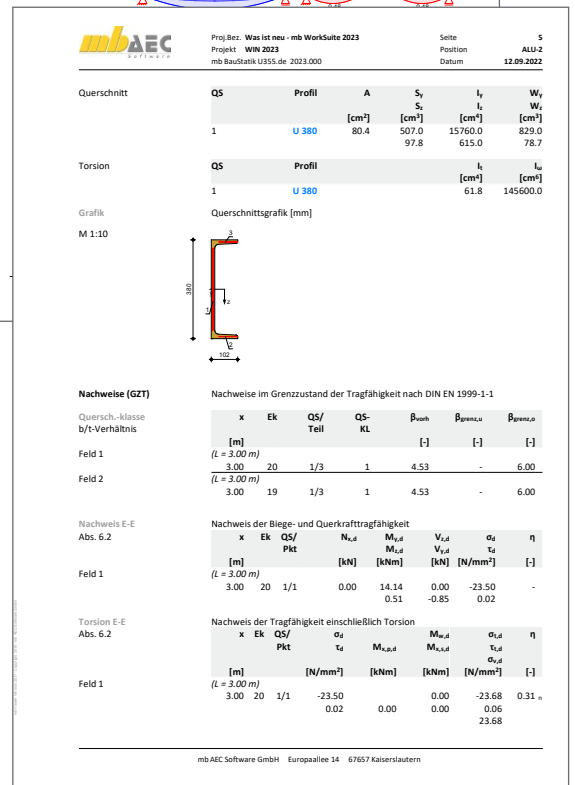 mbAEC
Software
Proj.Bez. Was ist neu - mb WorkSuite 2023 Seite 5
Projekt WIN 2023 Position ALU-2
mb BauStatik U355.de 2023.000 Datum 12.09.2022
Querschnitt QS Profil A Sy Iy Wy
Sz Iz Wz
[cm²] [cm³] [cm⁴] [cm³]
1 U 380 80.4 507.0 15760.0 829.0
97.8 615.0 78.7
Torsion QS Profil It Iω
[cm⁴] [cm⁶]
1 U 380 61.8 145600.0
Grafik Querschnittsgrafik [mm]
M 1:10
3
380
z
1
2
102
Nachweise (GZT) Nachweise im Grenzzustand der Tragfähigkeit nach DIN EN 1999-1-1
Quersch.-klasse x Ek QS/ QS- βvorh βgrenz,u βgrenz,o
b/t-Verhältnis Teil KL
[m] [-] [-] [-]
Feld 1 (L = 3.00 m)
3.00 20 1/3 1 4.53 - 6.00
Feld 2 (L = 3.00 m)
3.00 19 1/3 1 4.53 - 6.00
Nachweis E-E Nachweis der Biege- und Querkrafttragfähigkeit
Abs. 6.2 x Ek QS/ Nx,d My,d Vz,d σd η
Pkt Mz,d Vy,d τd
[m] [kN] [kNm] [kN] [N/mm²] [-]
Feld 1 (L = 3.00 m)
3.00 20 1/1 0.00 14.14 0.00 -23.50 -
0.51 -0.85 0.02
Torsion E-E Nachweis der Tragfähigkeit einschließlich Torsion
Abs. 6.2 x Ek QS/ σd Mw,d σt,d η
Pkt τd Mx,p,d Mx,s,d τt,d
σv,d
[m] [N/mm²] [kNm] [kNm] [N/mm²] [-]
Feld 1 (L = 3.00 m)
3.00 20 1/1 -23.50 0.00 -23.68 0.31 n
0.02 0.00 0.00 0.06
23.68
mb AEC Software GmbH Europaallee 14 67657 Kaiserslautern